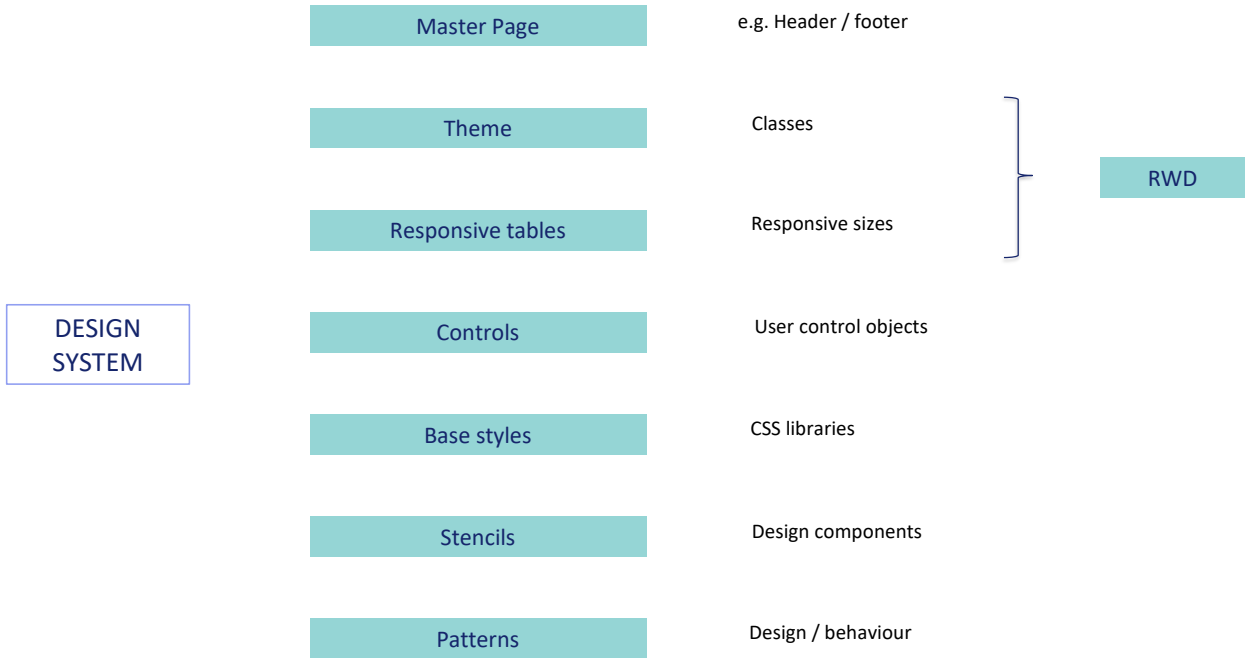 Master Page
e.g. Header / footer
Theme
Classes
RWD
Responsive tables
Responsive sizes
DESIGN
SYSTEM
Controls
User control objects
Base styles
CSS libraries
Stencils
Design components
Patterns
Design / behaviour